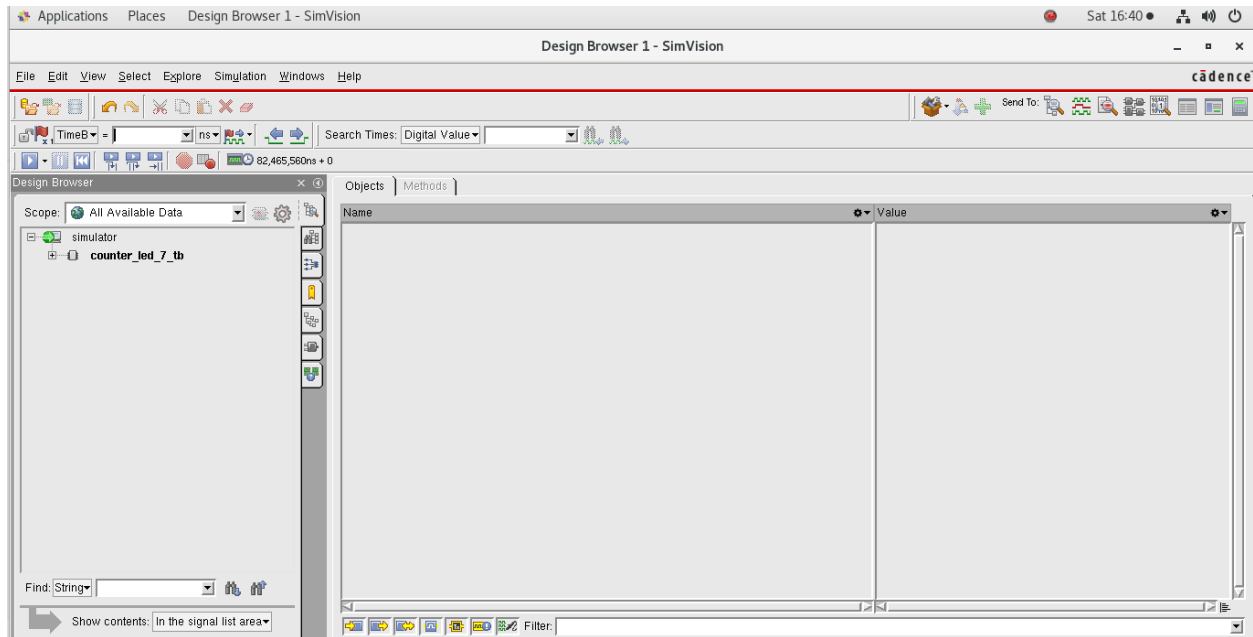 Applications Places Design Browser 1 - SimVision Sat 16:40
Design Browser 1 - SimVision
File Edit View Select Explore Simulation Windows Help cādence
Send To:
TimeB = ns Search Times: Digital Value
82,465,560ns + 0
Design Browser
Objects Methods
Scope: All Available Data
Name Value
simulator
counter_led_7_tb
Find: String
Show contents: In the signal list area
Filter: